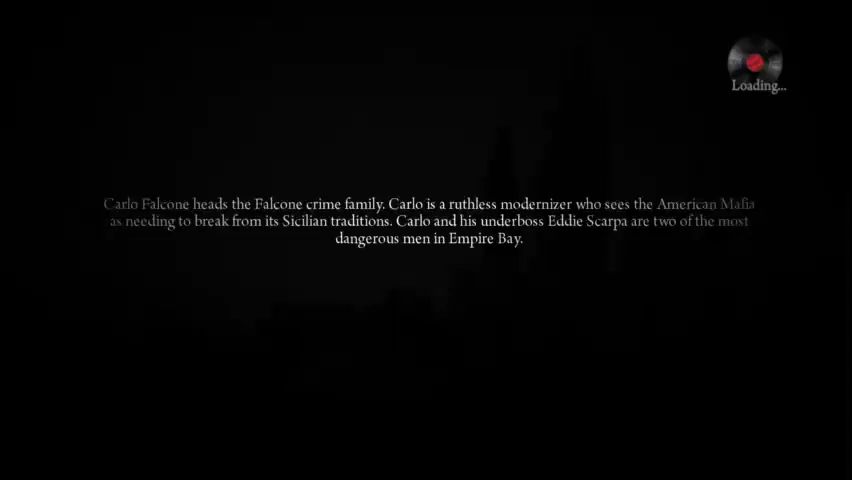 Loading...
Carlo Falcone heads the Falcone crime family. Carlo is a ruthless modernizer who sees the American Mafia
as needing to break from its Sicilian traditions. Carlo and his underboss Eddie Scarpa are two of the most
dangerous men in Empire Bay.